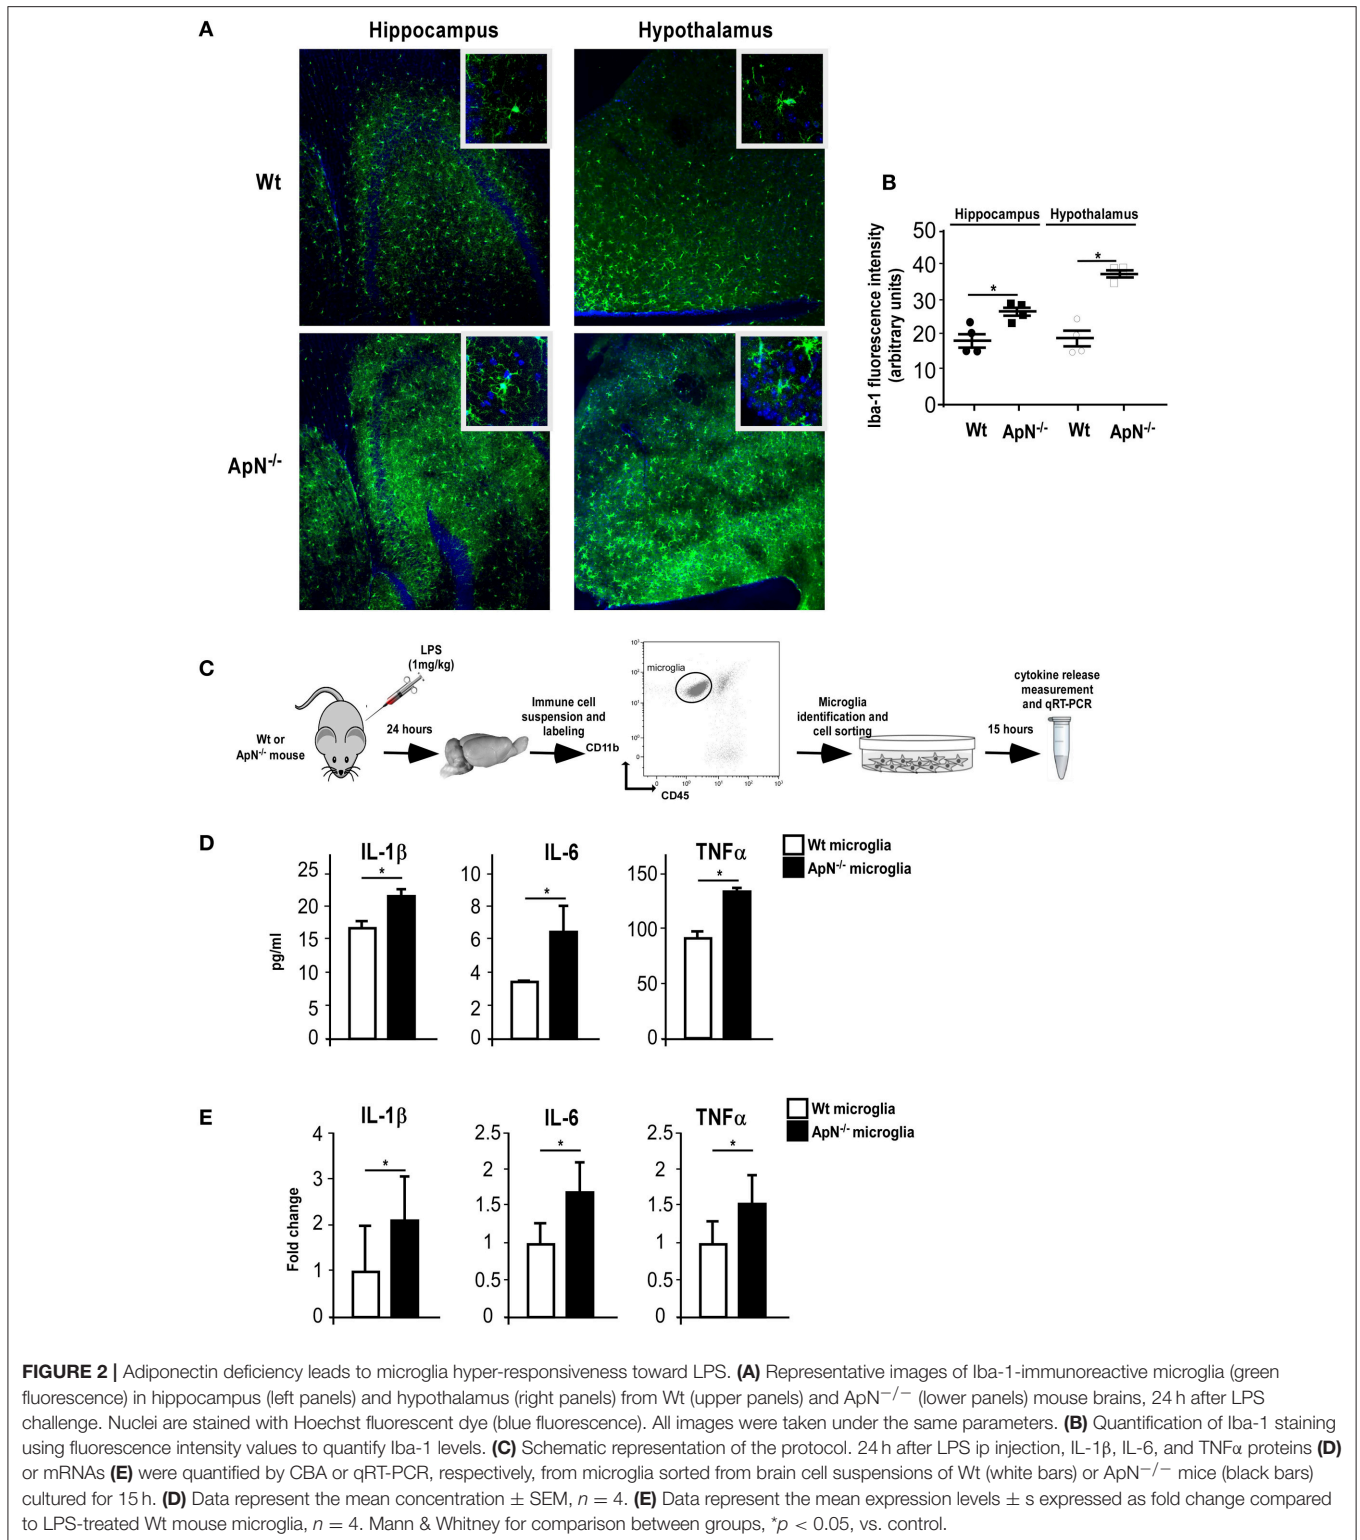 A
Hippocampus
Hypothalamus
Wt
ApN-/-
B
Hippocampus Hypothalamus
Iba-1 fluorescence intensity
(arbitrary units)
50
40
30
20
10
0
*
*
Wt ApN-/- Wt ApN-/-
C
LPS
(1mg/kg)
Wt or
ApN-/- mouse
24 hours
Immune cell
suspension and
labeling
CD11b
microglia
10³
10²
10¹
10⁰
0
0 10⁰ 10¹ 10² 10³
CD45
Microglia
identification and
cell sorting
15 hours
cytokine release
measurement
and qRT-PCR
D
IL-1β
pg/ml
25
20
15
10
5
0
*
IL-6
10
8
6
4
2
0
*
TNFα
150
100
50
0
*
Wt microglia
ApN-/- microglia
E
IL-1β
Fold change
4
3
2
1
0
*
IL-6
2.5
2
1.5
1
0.5
0
*
TNFα
2.5
2
1.5
1
0.5
0
*
Wt microglia
ApN-/- microglia
FIGURE 2 | Adiponectin deficiency leads to microglia hyper-responsiveness toward LPS. (A) Representative images of Iba-1-immunoreactive microglia (green
fluorescence) in hippocampus (left panels) and hypothalamus (right panels) from Wt (upper panels) and ApN−/− (lower panels) mouse brains, 24 h after LPS
challenge. Nuclei are stained with Hoechst fluorescent dye (blue fluorescence). All images were taken under the same parameters. (B) Quantification of Iba-1 staining
using fluorescence intensity values to quantify Iba-1 levels. (C) Schematic representation of the protocol. 24 h after LPS ip injection, IL-1β, IL-6, and TNFα proteins (D)
or mRNAs (E) were quantified by CBA or qRT-PCR, respectively, from microglia sorted from brain cell suspensions of Wt (white bars) or ApN−/− mice (black bars)
cultured for 15 h. (D) Data represent the mean concentration ± SEM, n = 4. (E) Data represent the mean expression levels ± s expressed as fold change compared
to LPS-treated Wt mouse microglia, n = 4. Mann & Whitney for comparison between groups, *p < 0.05, vs. control.